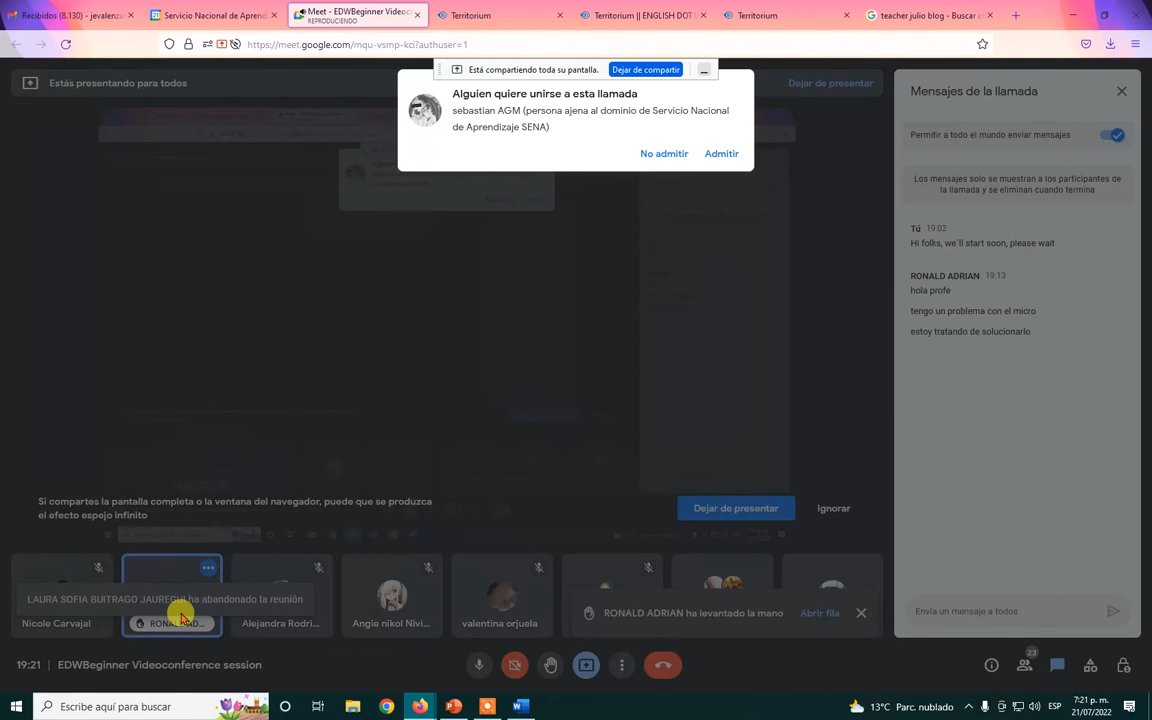 Recibidos (8.130) - jevalenzu
Servicio Nacional de Aprendi
Meet - EDWBeginner Videoc
REPRODUCIENDO
Territorium
Territorium || ENGLISH DOT
Territorium
teacher julio blog - Buscar
https://meet.google.com/mqu-vsmp-kci?authuser=1
Está compartiendo toda su pantalla.
Dejar de compartir
Estás presentando para todos
Dejar de presentar
Alguien quiere unirse a esta llamada
sebastian AGM (persona ajena al dominio de Servicio Nacional
de Aprendizaje SENA)
No admitir
Admitir
Mensajes de la llamada
Permitir a todo el mundo enviar mensajes
Los mensajes solo se muestran a los participantes de
la llamada y se eliminan cuando termina
Tú 19:02
Hi folks, we´ll start soon, please wait
RONALD ADRIAN 19:13
hola profe
tengo un problema con el micro
estoy tratando de solucionarlo
Si compartes la pantalla completa o la ventana del navegador, puede que se produzca
el efecto espejo infinito
Dejar de presentar
Ignorar
LAURA SOFIA BUITRAGO JAUREGUI ha abandonado la reunión
RONALD ADRIAN ha levantado la mano
Abrir fila
Nicole Carvajal
RONALD AD...
Alejandra Rodri...
Angie nikol Nivi...
valentina orjuela
Envía un mensaje a todos
19:21
EDWBeginner Videoconference session
23
Escribe aquí para buscar
13°C Parc. nublado
ESP
7:21 p. m.
21/07/2022